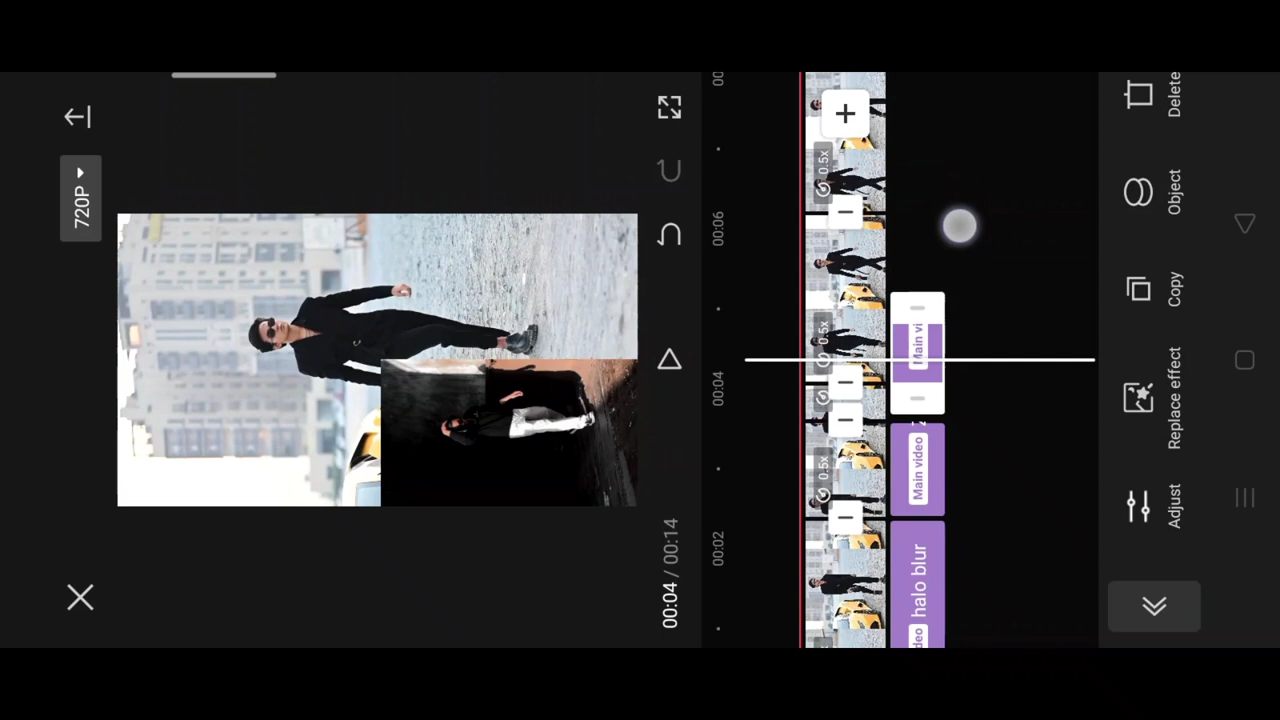 720P
00:04 / 00:14
00
00:06
00:04
00:02
0.5x
0.5x
0.5x
Main vi
Main video
deo
halo blur
Adjust
Replace effect
Copy
Object
Delete